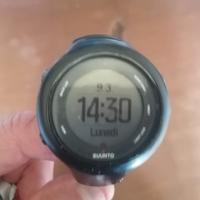 9.3
14:30
Lunedì
SUUNTO